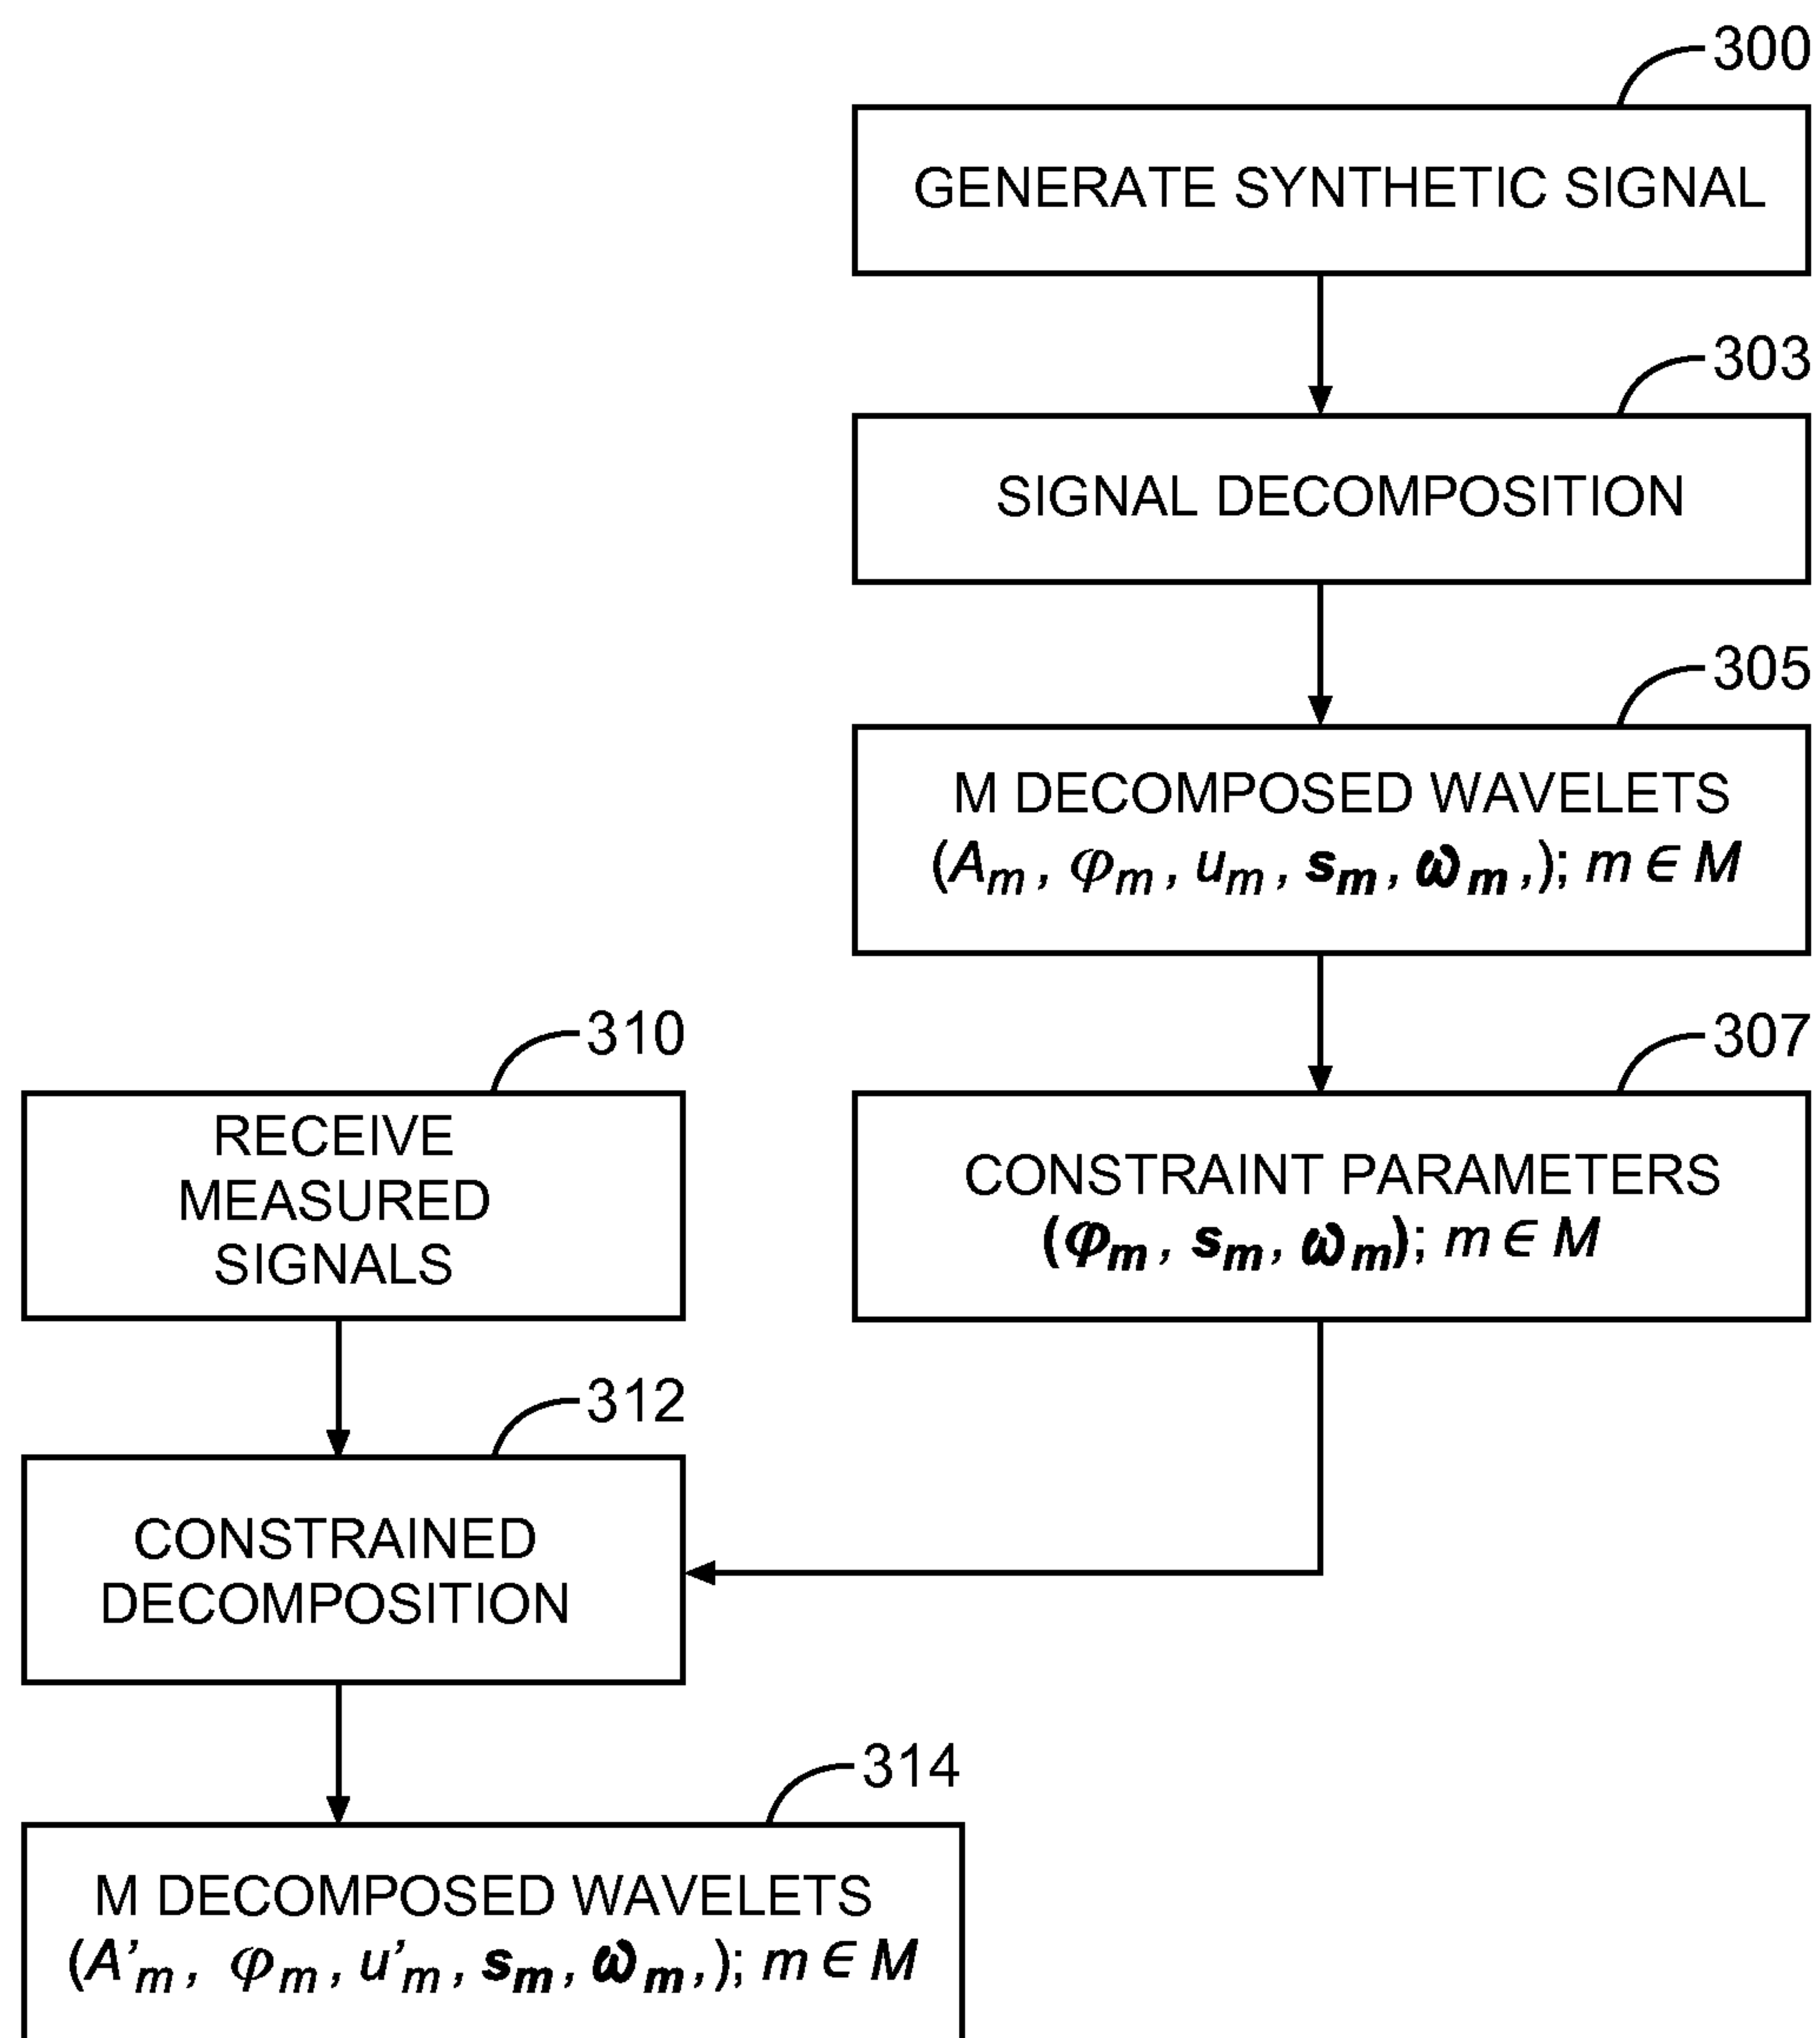 300
GENERATE SYNTHETIC SIGNAL
303
SIGNAL DECOMPOSITION
305
M DECOMPOSED WAVELETS
(Am, φm, um, sm, ωm,); m ϵ M
307
CONSTRAINT PARAMETERS
(φm, sm, ωm); m ϵ M
310
RECEIVE
MEASURED
SIGNALS
312
CONSTRAINED
DECOMPOSITION
314
M DECOMPOSED WAVELETS
(A'm, φm, u'm, sm, ωm,); m ϵ M